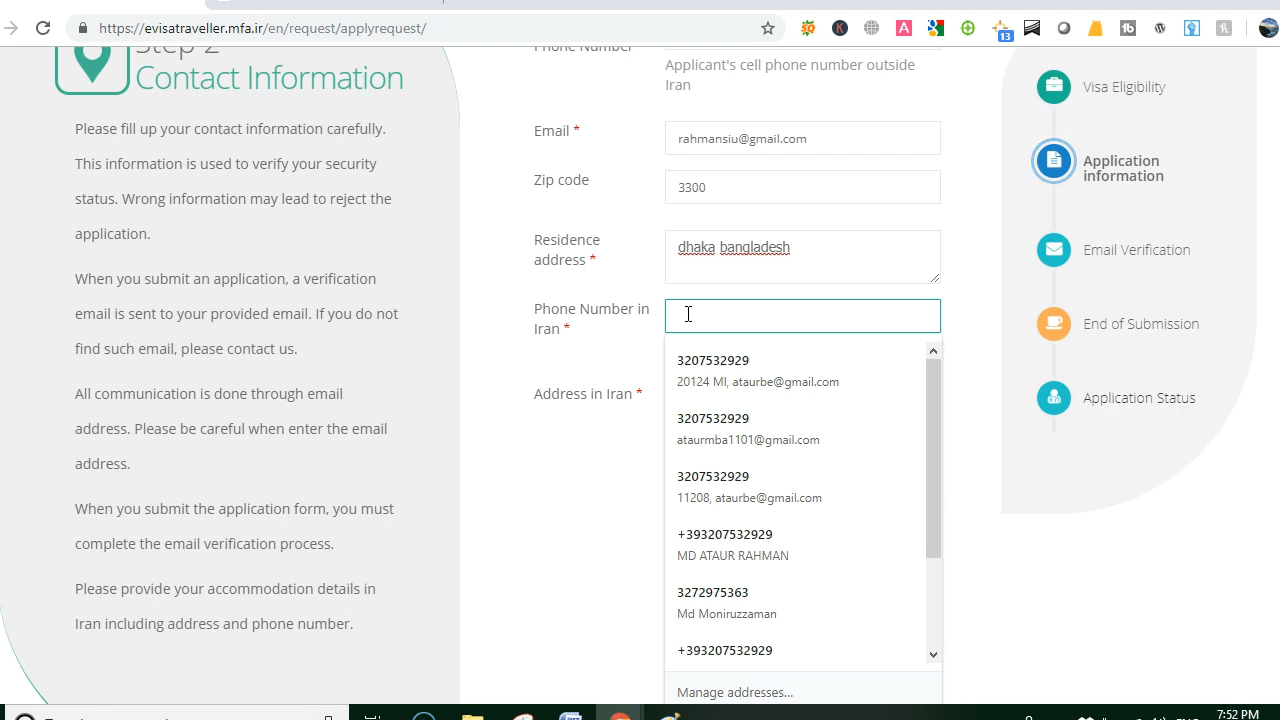 https://evisatraveller.mfa.ir/en/request/applyrequest/
13
Step 2
Contact Information
Please fill up your contact information carefully.
This information is used to verify your security
status. Wrong information may lead to reject the
application.
When you submit an application, a verification
email is sent to your provided email. If you do not
find such email, please contact us.
All communication is done through email
address. Please be careful when enter the email
address.
When you submit the application form, you must
complete the email verification process.
Please provide your accommodation details in
Iran including address and phone number.
Phone Number
Applicant's cell phone number outside
Iran
Email *
rahmansiu@gmail.com
Zip code
3300
Residence
address *
dhaka bangladesh
Phone Number in
Iran *
3207532929
20124 MI, ataurbe@gmail.com
3207532929
ataurmba1101@gmail.com
3207532929
11208, ataurbe@gmail.com
+393207532929
MD ATAUR RAHMAN
3272975363
Md Moniruzzaman
+393207532929
Manage addresses...
Address in Iran *
Visa Eligibility
Application
information
Email Verification
End of Submission
Application Status
7:52 PM